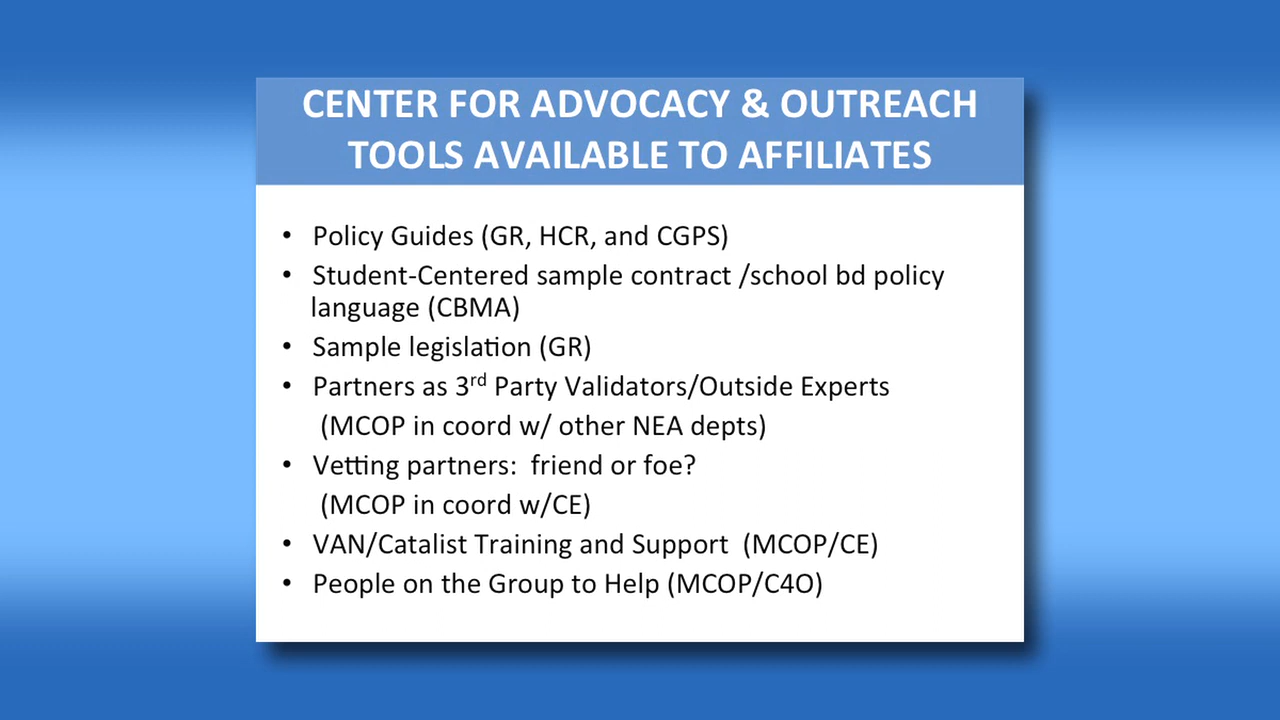 CENTER FOR ADVOCACY & OUTREACH
TOOLS AVAILABLE TO AFFILIATES
• Policy Guides (GR, HCR, and CGPS)
• Student-Centered sample contract /school bd policy
language (CBMA)
• Sample legislation (GR)
• Partners as 3rd Party Validators/Outside Experts
(MCOP in coord w/ other NEA depts)
• Vetting partners: friend or foe?
(MCOP in coord w/CE)
• VAN/Catalist Training and Support (MCOP/CE)
• People on the Group to Help (MCOP/C4O)